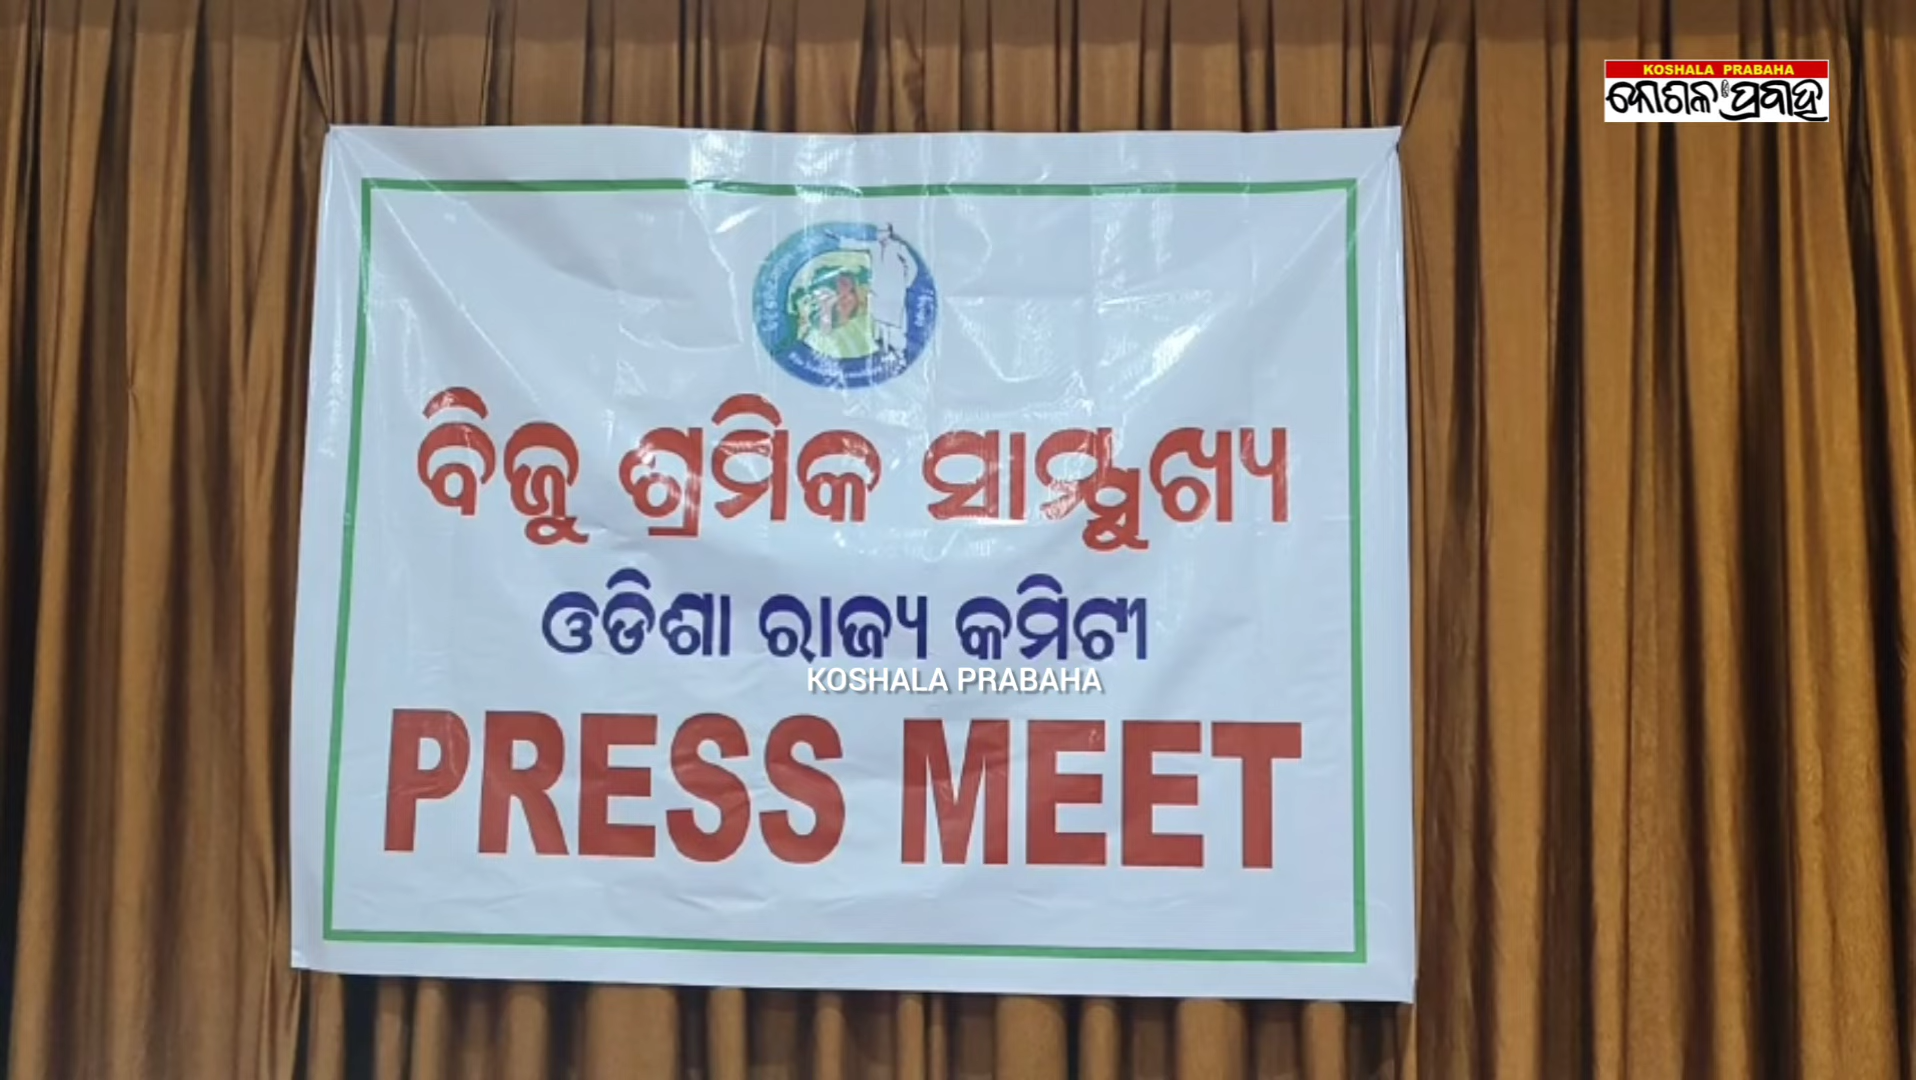 KOSHALA PRABAHA
କୋଶଳ ପ୍ରବାହ
ବିଜୁ ଶ୍ରମିକ ସାମ୍ମୁଖ୍ୟ
ଓଡିଶା ରାଜ୍ୟ କମିଟୀ
KOSHALA PRABAHA
PRESS MEET